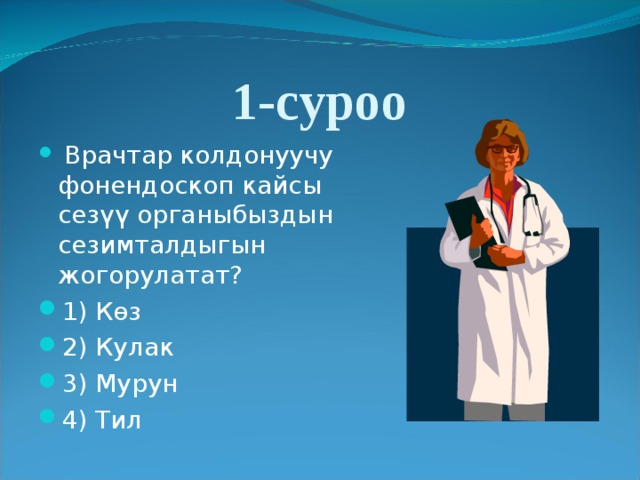 1-суроо
Врачтар колдонуучу
фонендоскоп кайсы
сезүү органыбыздын
сезимталдыгын
жогорулатат?
1) Көз
2) Кулак
3) Мурун
4) Тил